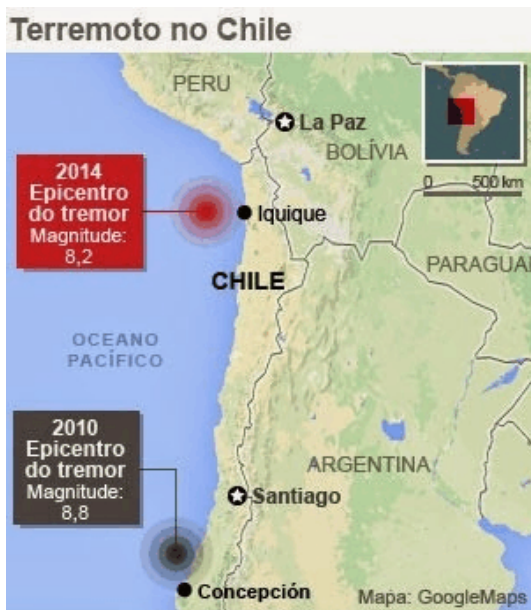 Terremoto no Chile
PERU
La Paz
BOLÍVIA
0 500 km
2014
Epicentro
do tremor
Magnitude:
8,2
Iquique
PARAGUAI
CHILE
OCEANO
PACÍFICO
2010
Epicentro
do tremor
Magnitude:
8,8
ARGENTINA
Santiago
Concepción
Mapa: GoogleMaps